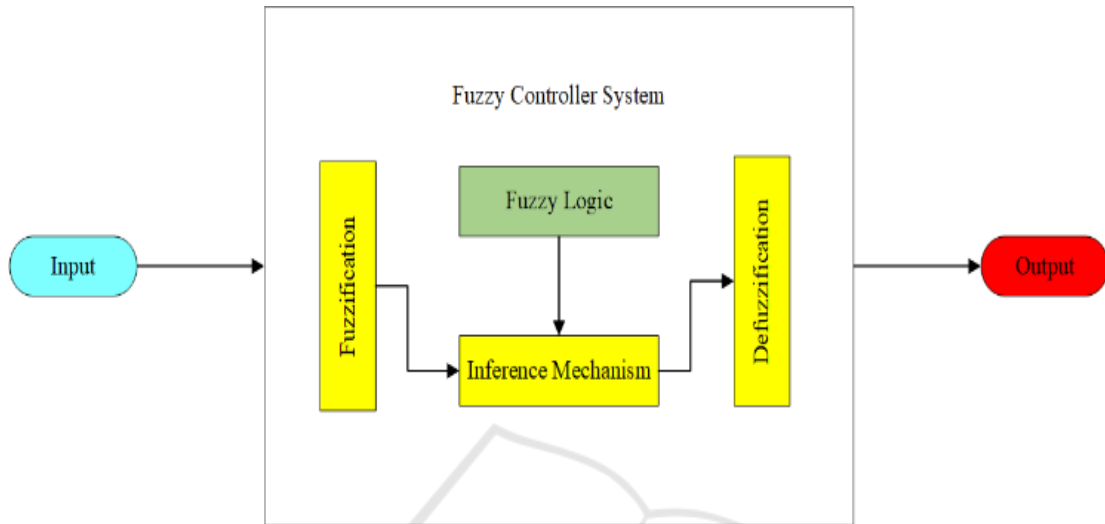 Fuzzy Controller System
Input
Fuzzification
Fuzzy Logic
Inference Mechanism
Defuzzification
Output